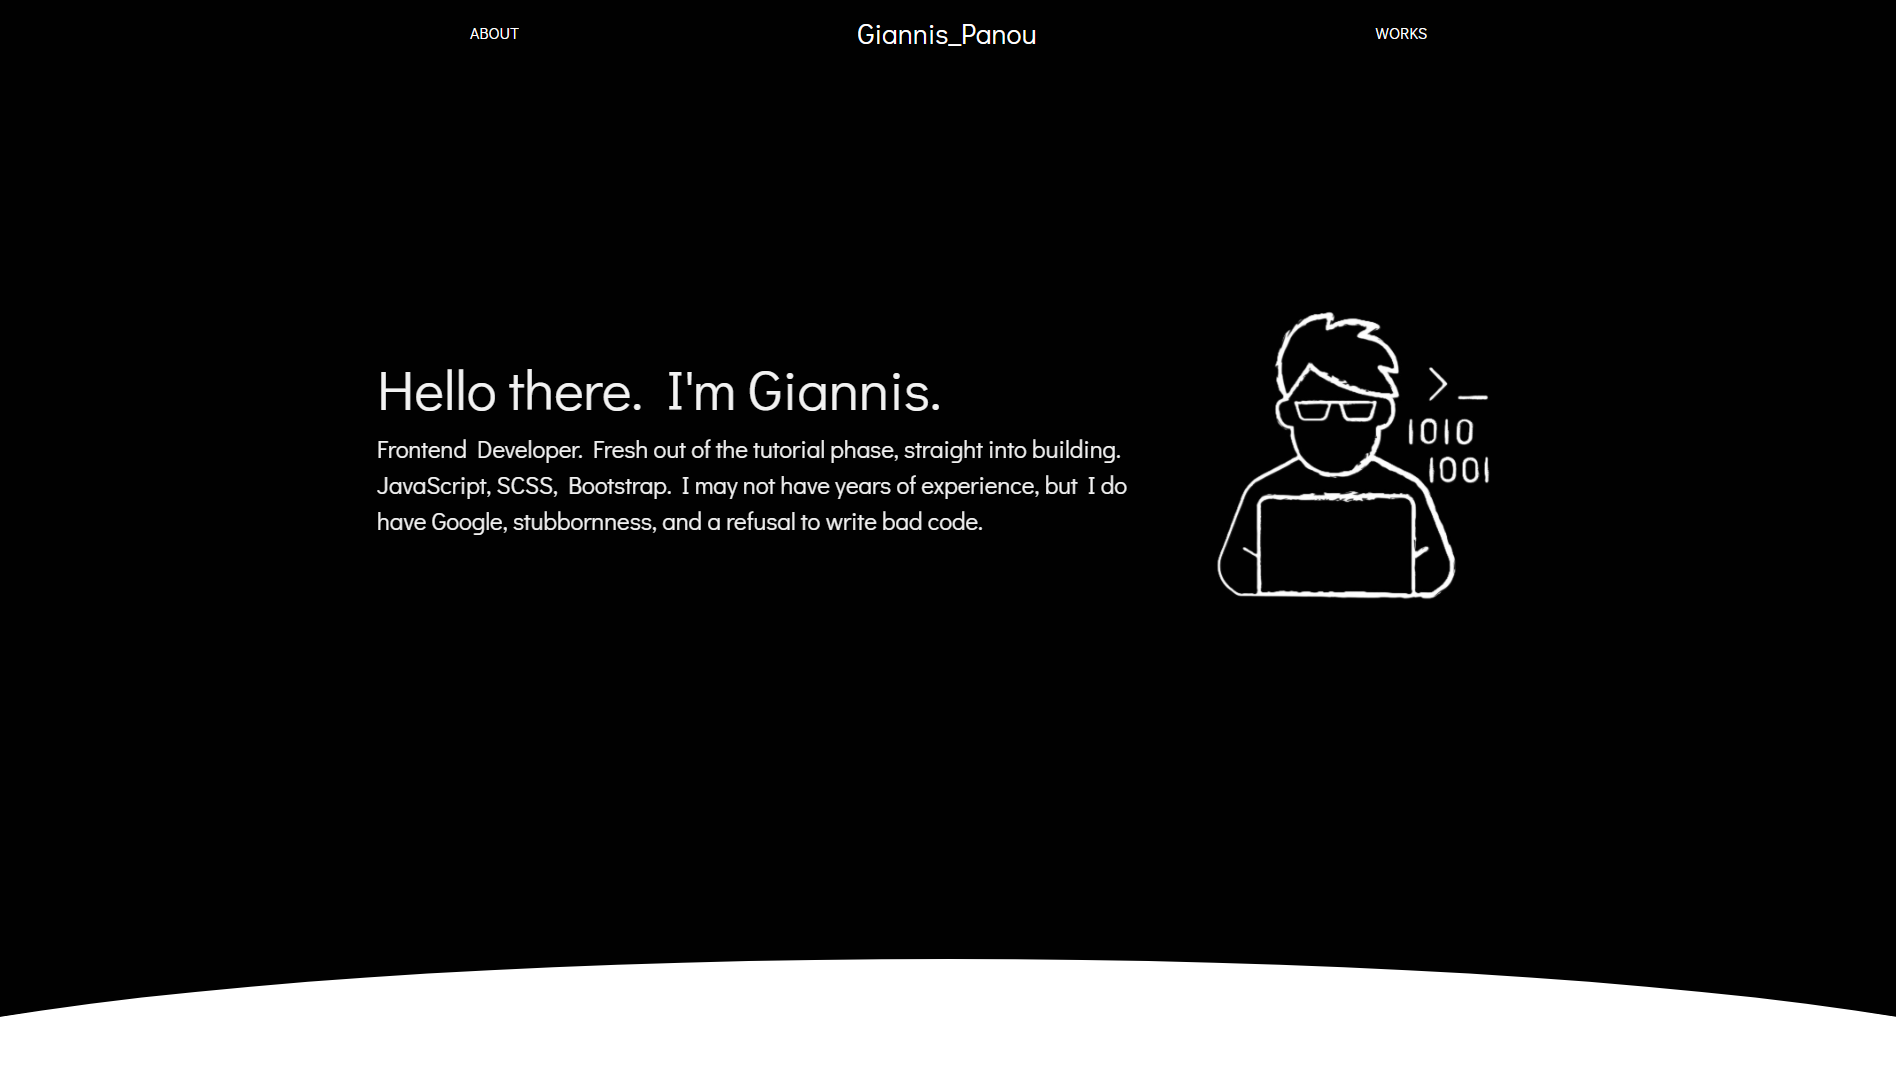 ABOUT
Giannis_Panou
WORKS
Hello there. I'm Giannis.
Frontend Developer. Fresh out of the tutorial phase, straight into building.
JavaScript, SCSS, Bootstrap. I may not have years of experience, but I do
have Google, stubbornness, and a refusal to write bad code.
>_
1010
1001